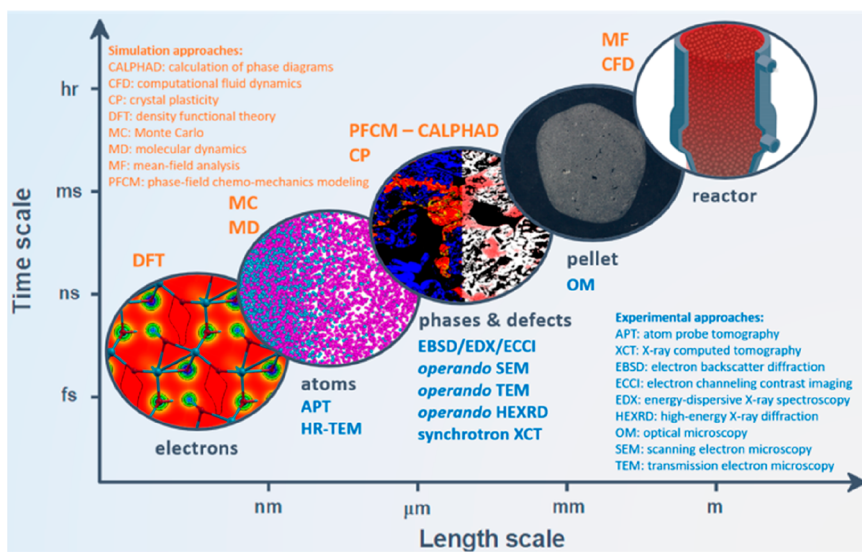 Simulation approaches:
CALPHAD: calculation of phase diagrams
CFD: computational fluid dynamics
CP: crystal plasticity
DFT: density functional theory
MC: Monte Carlo
MD: molecular dynamics
MF: mean-field analysis
PFCM: phase-field chemo-mechanics modeling
MF
CFD
PFCM – CALPHAD
CP
MC
MD
DFT
reactor
pellet
OM
phases & defects
EBSD/EDX/ECCI
operando SEM
operando TEM
operando HEXRD
synchrotron XCT
atoms
APT
HR-TEM
electrons
Experimental approaches:
APT: atom probe tomography
XCT: X-ray computed tomography
EBSD: electron backscatter diffraction
ECCI: electron channeling contrast imaging
EDX: energy-dispersive X-ray spectroscopy
HEXRD: high-energy X-ray diffraction
OM: optical microscopy
SEM: scanning electron microscopy
TEM: transmission electron microscopy
Time scale
hr
ms
ns
fs
nm
μm
mm
m
Length scale